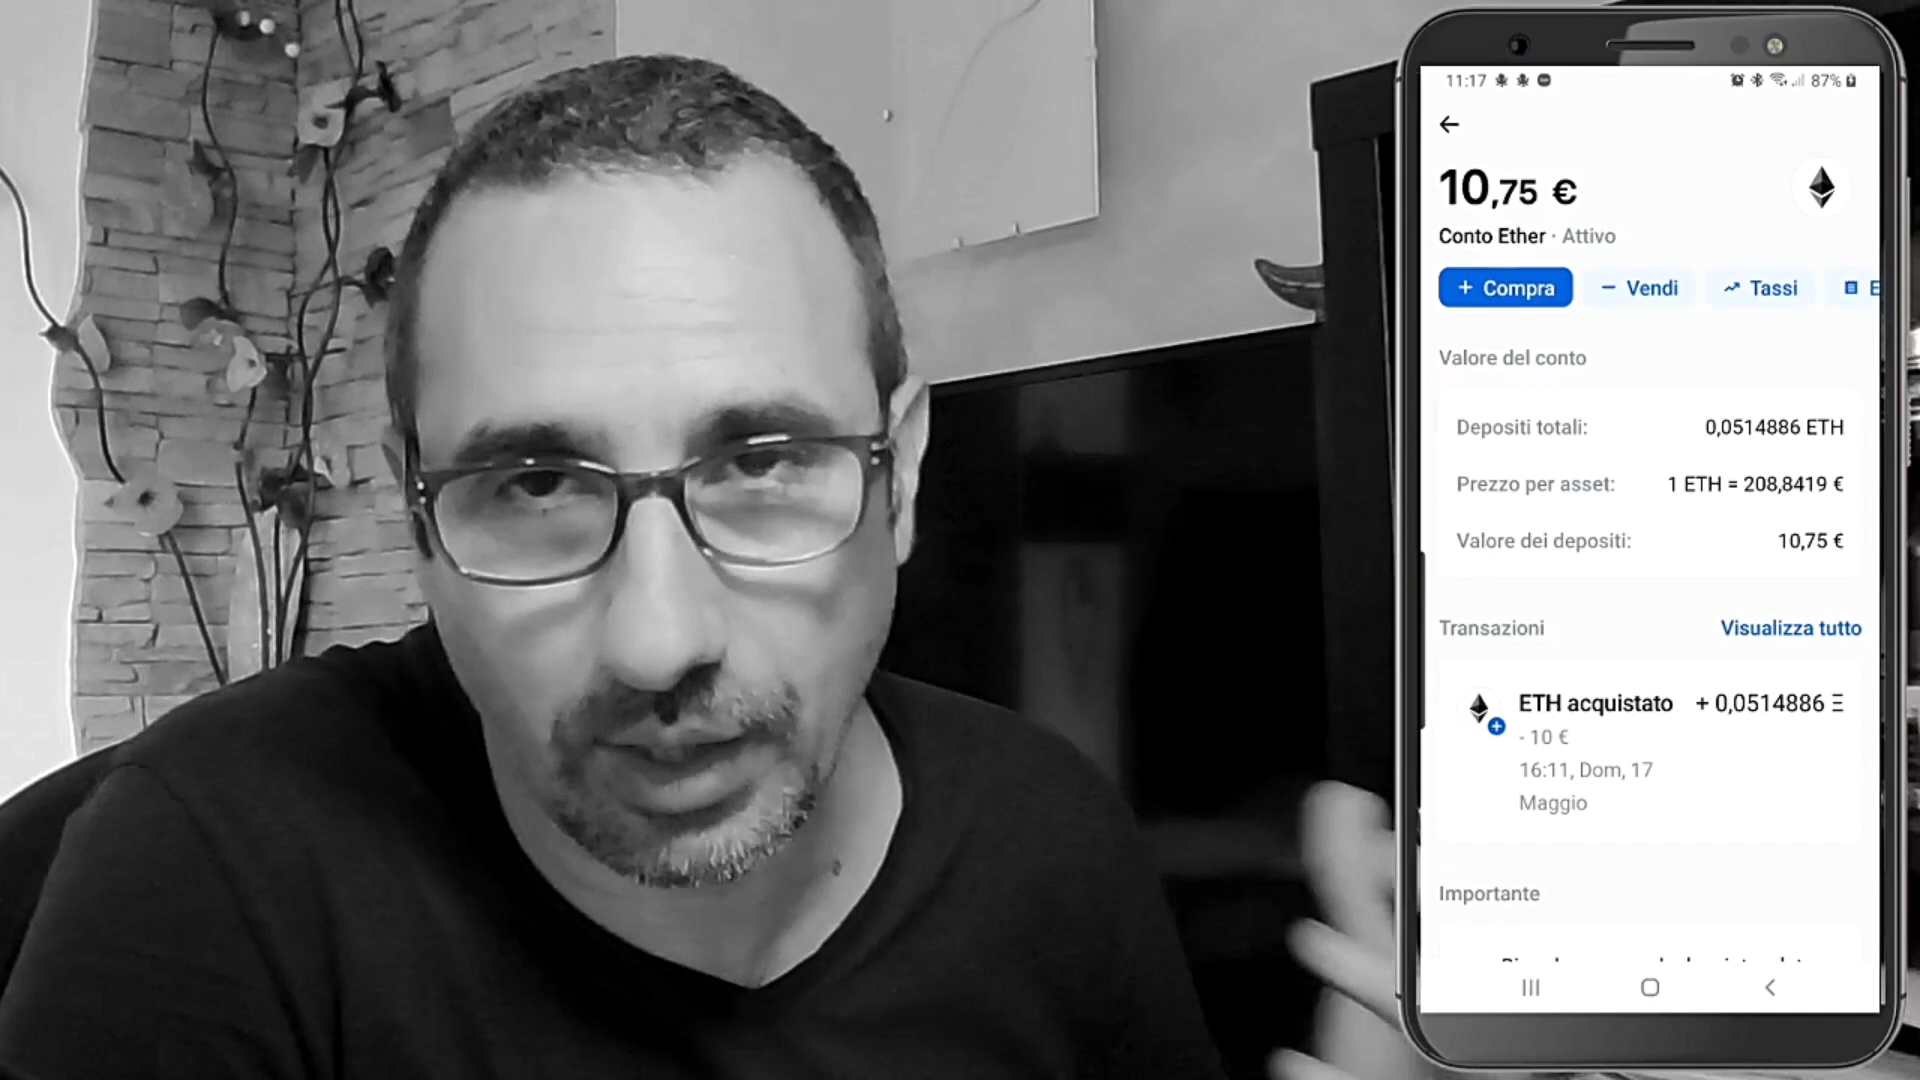 11:17
87%
10,75 €
Conto Ether · Attivo
+ Compra
− Vendi
Tassi
E
Valore del conto
Depositi totali: 0,0514886 ETH
Prezzo per asset: 1 ETH = 208,8419 €
Valore dei depositi: 10,75 €
Transazioni Visualizza tutto
ETH acquistato + 0,0514886 Ξ
- 10 €
16:11, Dom, 17
Maggio
Importante